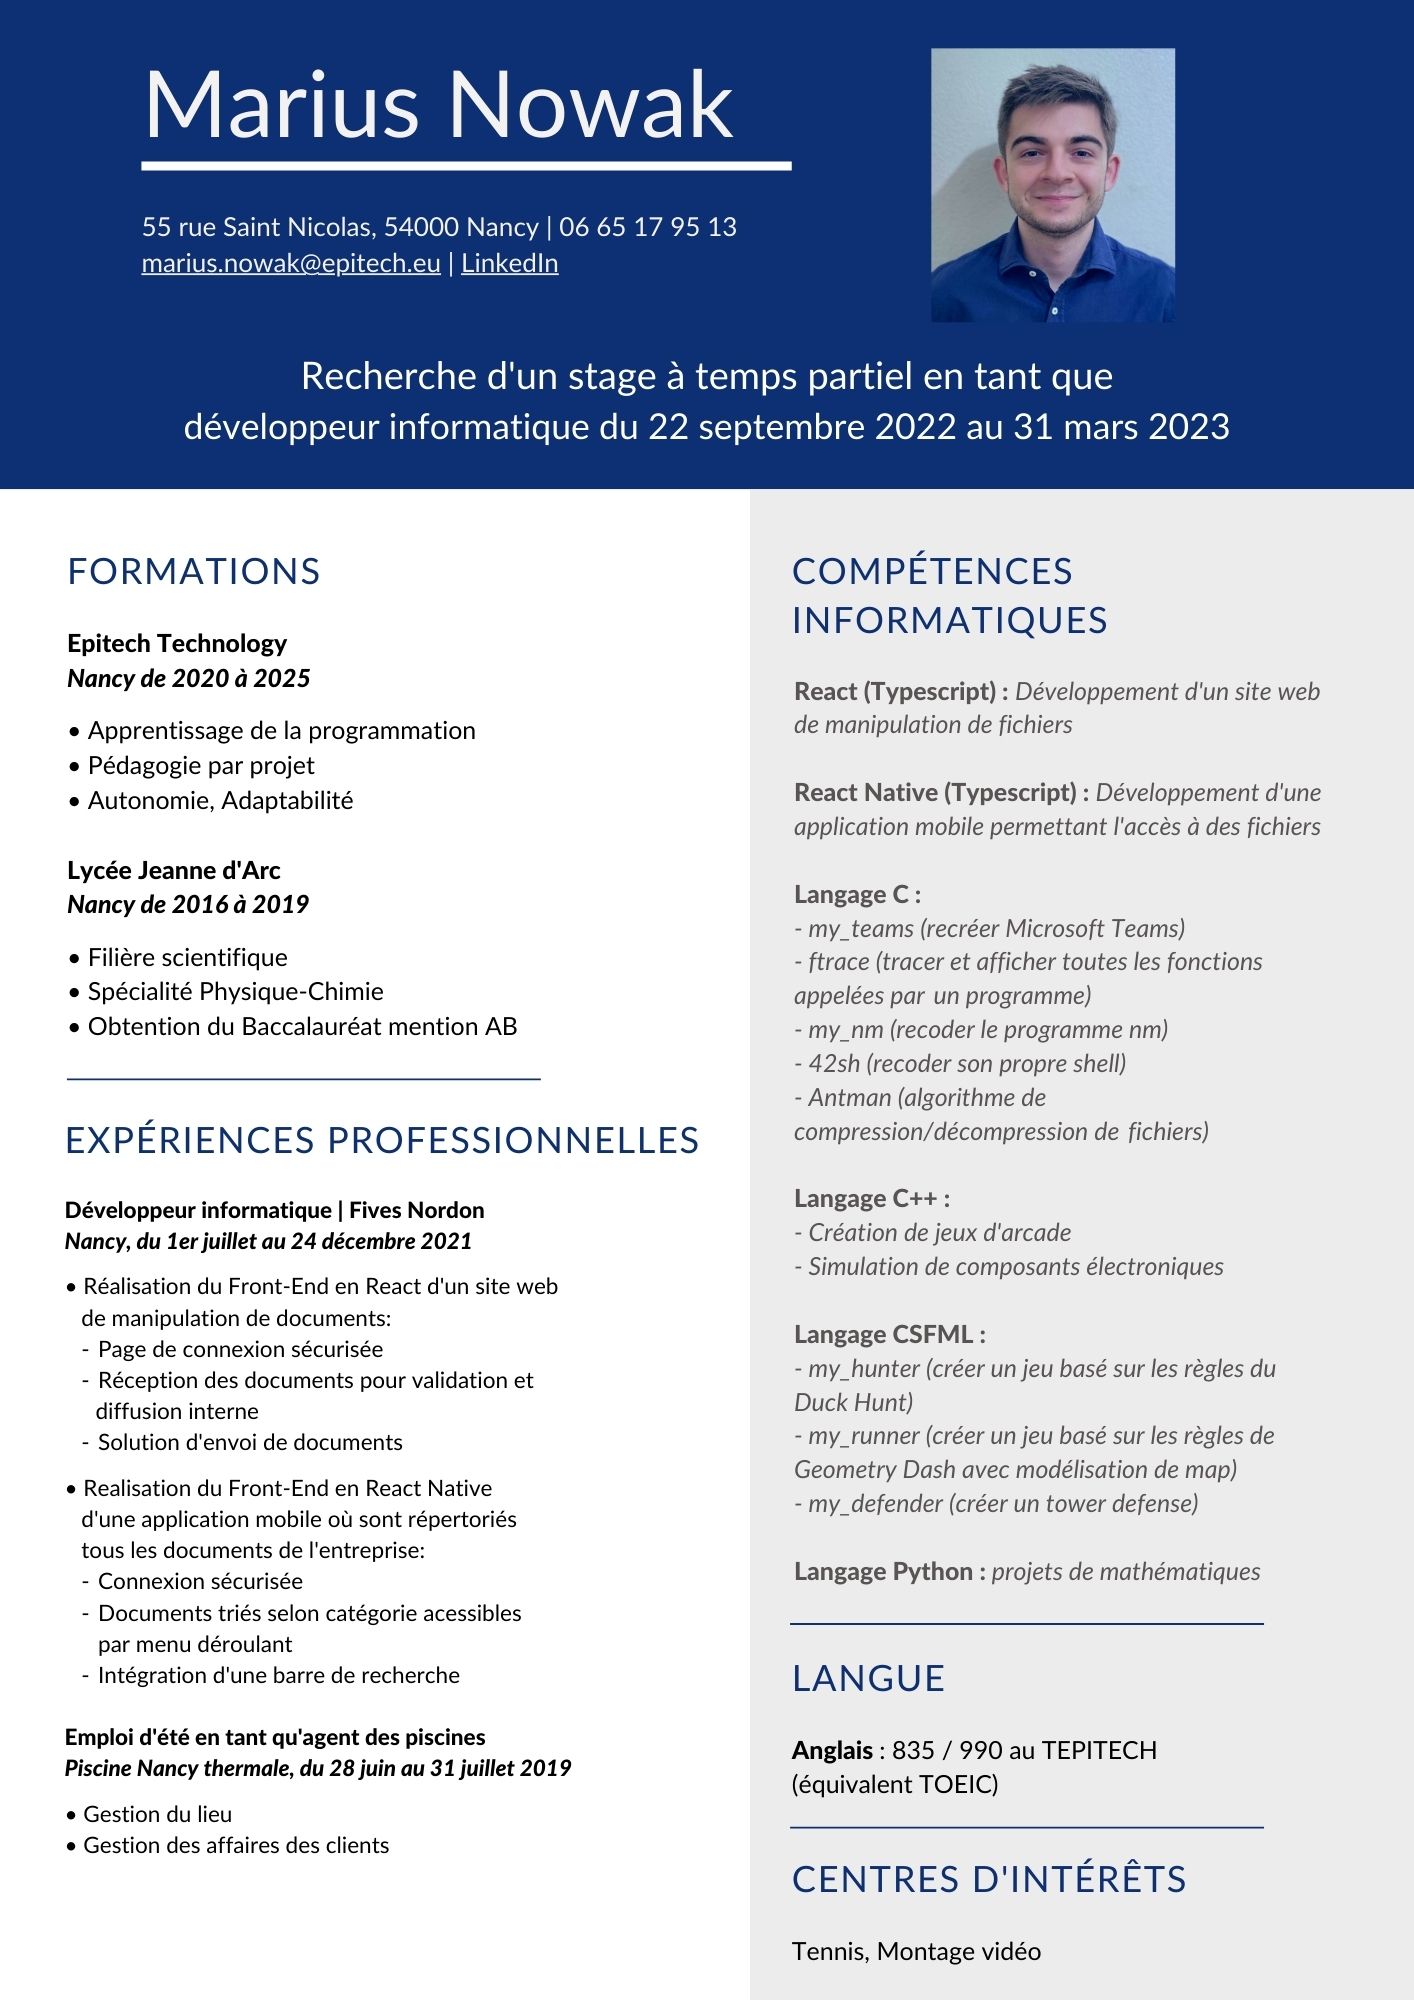 Marius Nowak
55 rue Saint Nicolas, 54000 Nancy | 06 65 17 95 13
marius.nowak@epitech.eu | LinkedIn
Recherche d'un stage à temps partiel en tant que
développeur informatique du 22 septembre 2022 au 31 mars 2023
FORMATIONS
Epitech Technology
Nancy de 2020 à 2025
• Apprentissage de la programmation
• Pédagogie par projet
• Autonomie, Adaptabilité
Lycée Jeanne d'Arc
Nancy de 2016 à 2019
• Filière scientifique
• Spécialité Physique-Chimie
• Obtention du Baccalauréat mention AB
EXPÉRIENCES PROFESSIONNELLES
Développeur informatique | Fives Nordon
Nancy, du 1er juillet au 24 décembre 2021
• Réalisation du Front-End en React d'un site web
de manipulation de documents:
- Page de connexion sécurisée
- Réception des documents pour validation et
diffusion interne
- Solution d'envoi de documents
• Realisation du Front-End en React Native
d'une application mobile où sont répertoriés
tous les documents de l'entreprise:
- Connexion sécurisée
- Documents triés selon catégorie acessibles
par menu déroulant
- Intégration d'une barre de recherche
Emploi d'été en tant qu'agent des piscines
Piscine Nancy thermale, du 28 juin au 31 juillet 2019
• Gestion du lieu
• Gestion des affaires des clients
COMPÉTENCES
INFORMATIQUES
React (Typescript) : Développement d'un site web
de manipulation de fichiers
React Native (Typescript) : Développement d'une
application mobile permettant l'accès à des fichiers
Langage C :
- my_teams (recréer Microsoft Teams)
- ftrace (tracer et afficher toutes les fonctions
appelées par un programme)
- my_nm (recoder le programme nm)
- 42sh (recoder son propre shell)
- Antman (algorithme de
compression/décompression de fichiers)
Langage C++ :
- Création de jeux d'arcade
- Simulation de composants électroniques
Langage CSFML :
- my_hunter (créer un jeu basé sur les règles du
Duck Hunt)
- my_runner (créer un jeu basé sur les règles de
Geometry Dash avec modélisation de map)
- my_defender (créer un tower defense)
Langage Python : projets de mathématiques
LANGUE
Anglais : 835 / 990 au TEPITECH
(équivalent TOEIC)
CENTRES D'INTÉRÊTS
Tennis, Montage vidéo